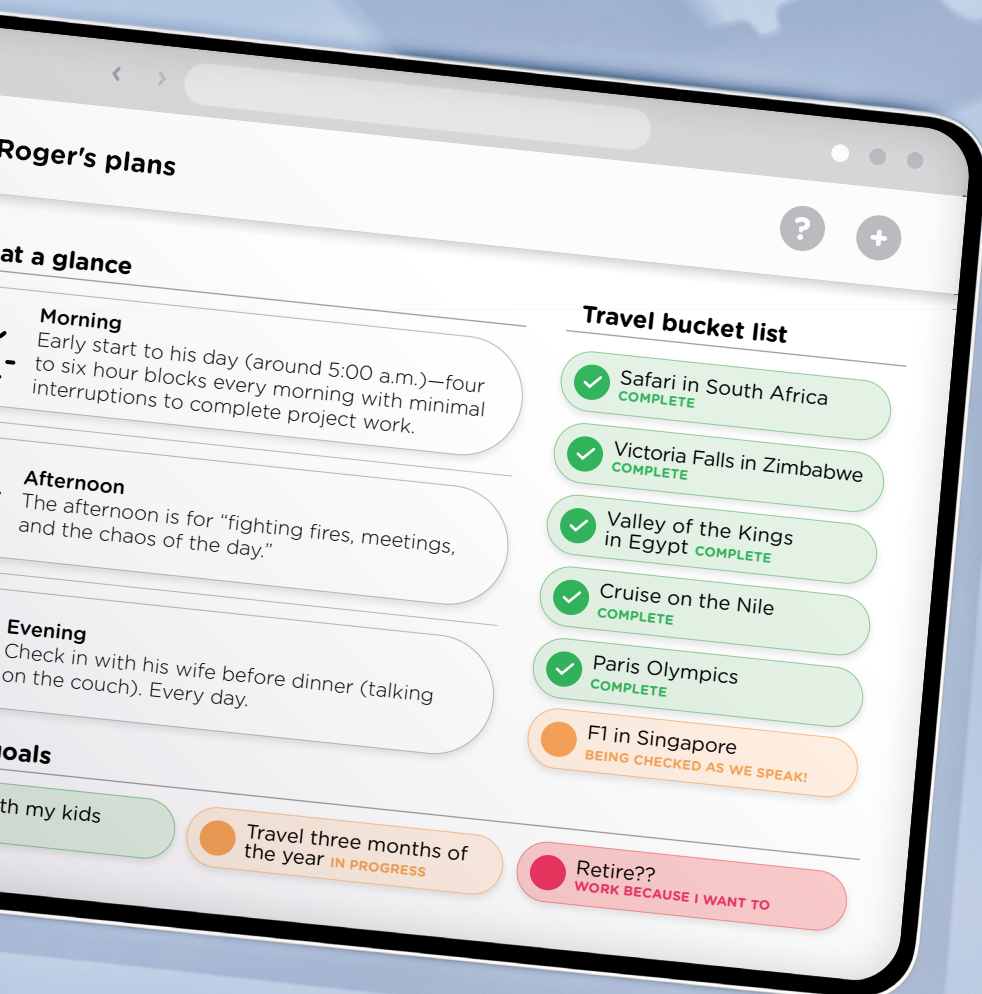 Roger's plans
?
+
at a glance
Morning
Early start to his day (around 5:00 a.m.)—four
to six hour blocks every morning with minimal
interruptions to complete project work.
Afternoon
The afternoon is for “fighting fires, meetings,
and the chaos of the day.”
Evening
Check in with his wife before dinner (talking
on the couch). Every day.
Travel bucket list
Safari in South Africa
COMPLETE
Victoria Falls in Zimbabwe
COMPLETE
Valley of the Kings
in Egypt COMPLETE
Cruise on the Nile
COMPLETE
Paris Olympics
COMPLETE
F1 in Singapore
BEING CHECKED AS WE SPEAK!
my kids
Travel three months of
the year IN PROGRESS
Retire??
WORK BECAUSE I WANT TO